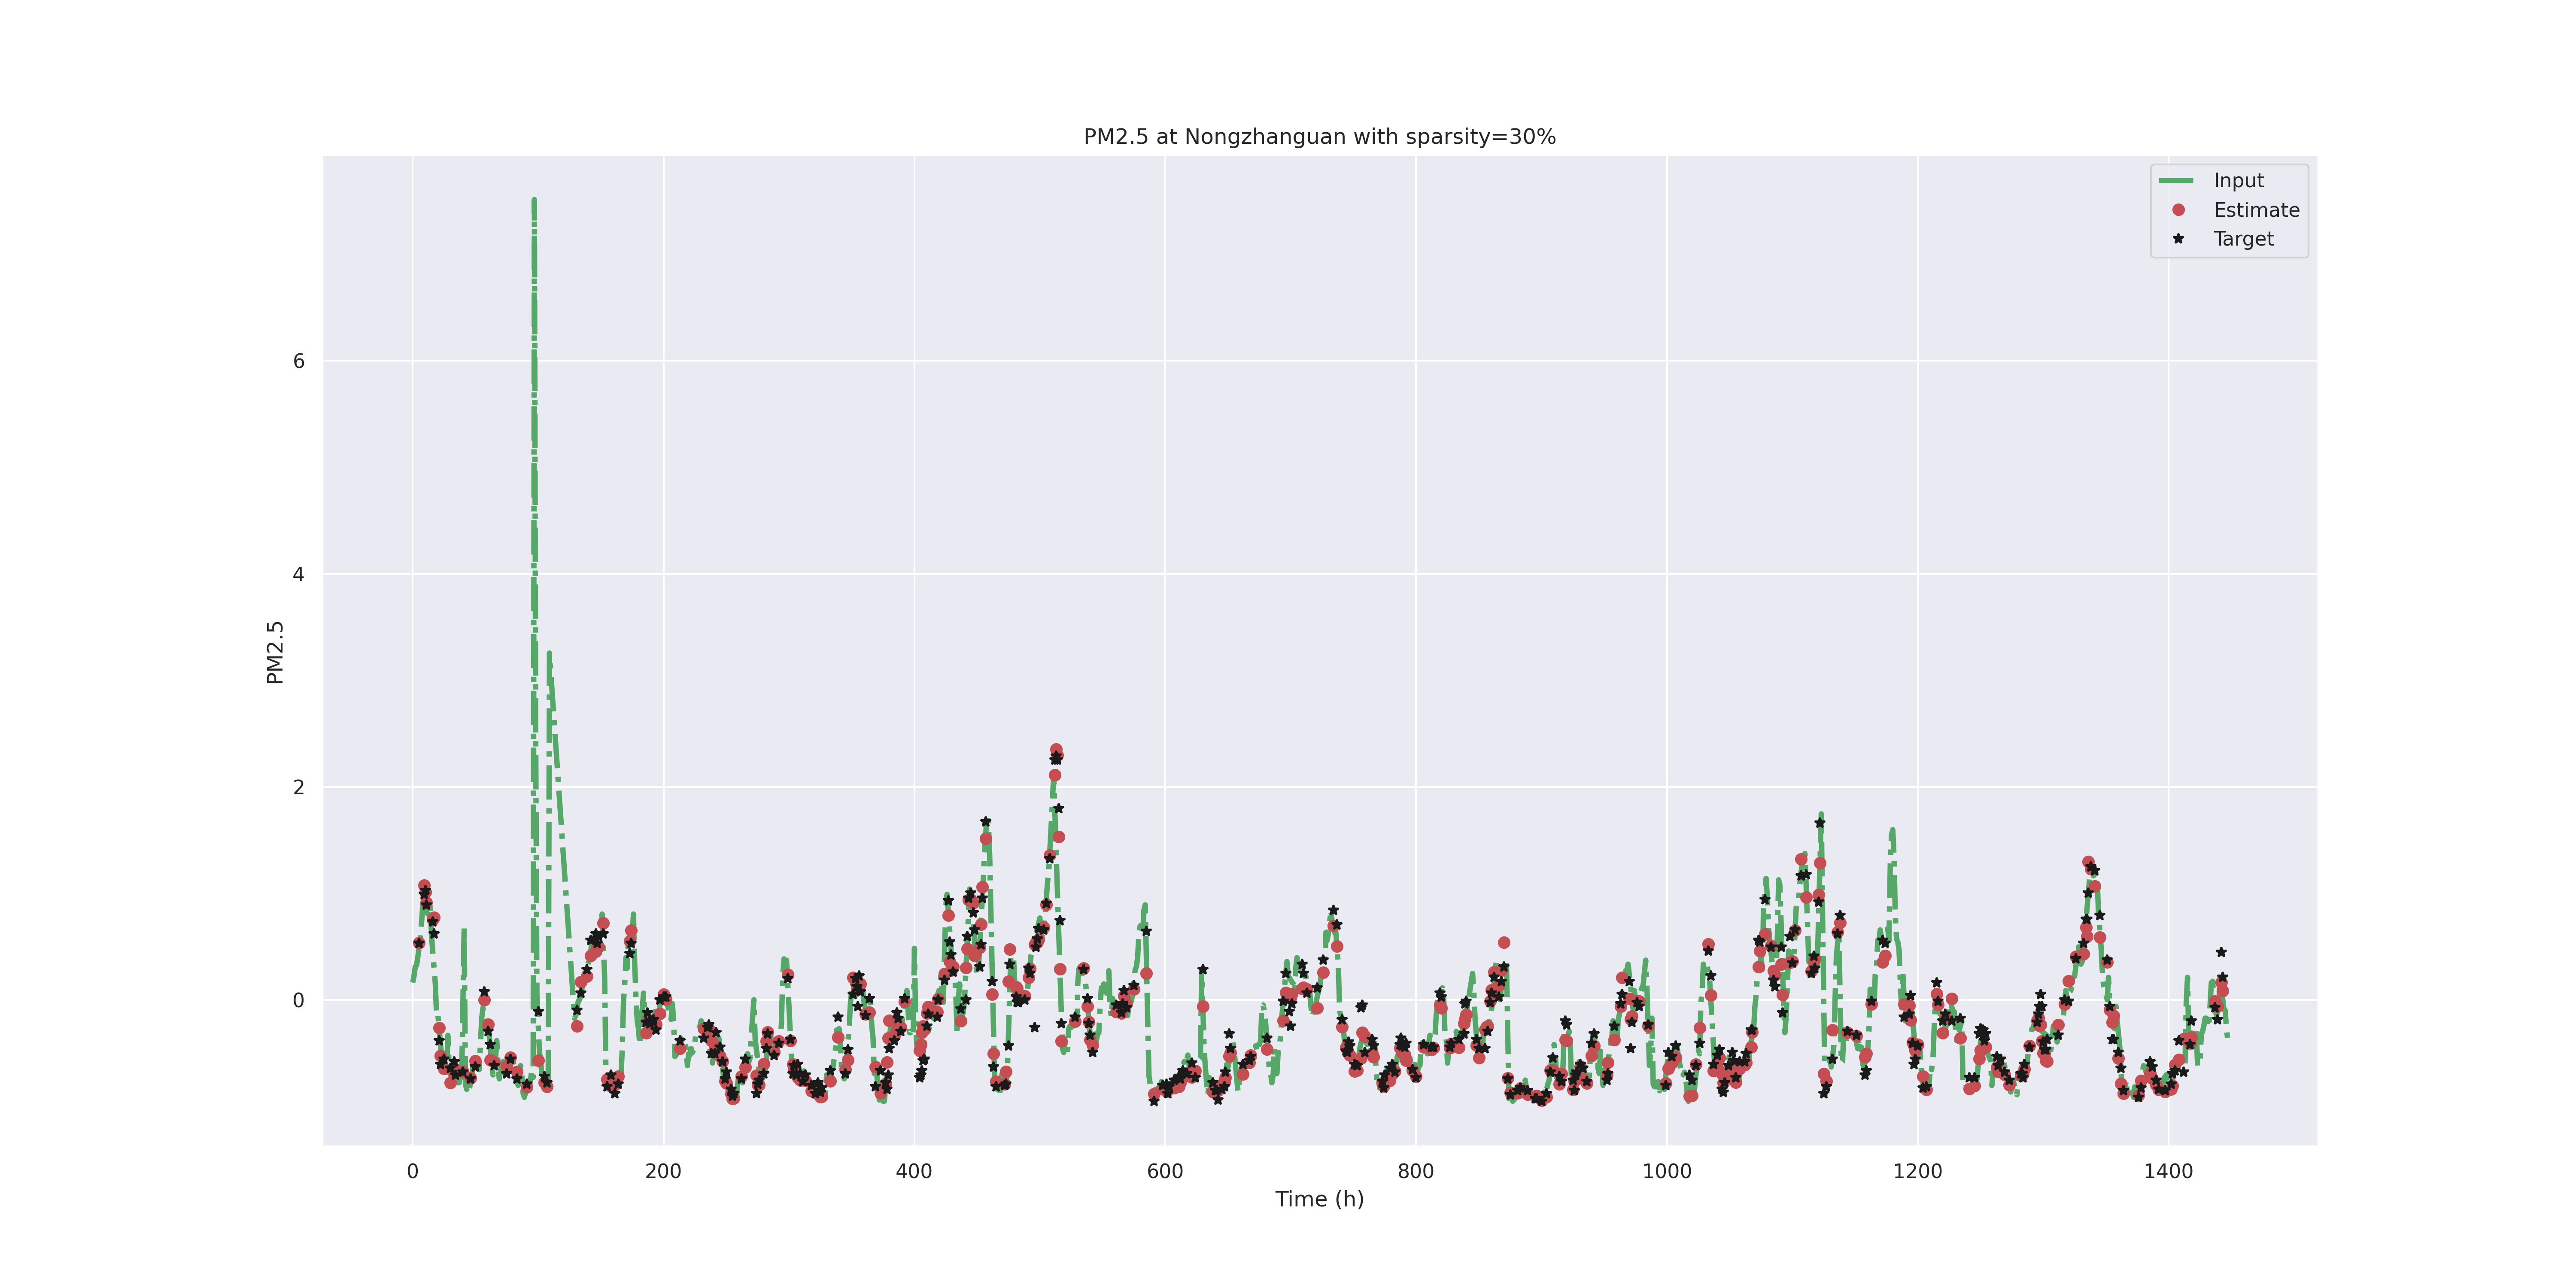 PM2.5 at Nongzhanguan with sparsity=30%
Input
Estimate
Target
PM2.5
6
4
2
0
0 200 400 600 800 1000 1200 1400
Time (h)